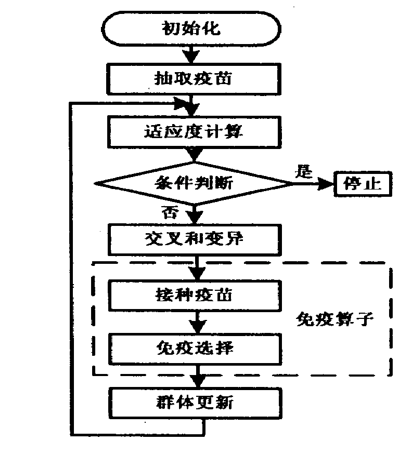 初始化
抽取疫苗
适应度计算
条件判断
是
停止
否
交叉和变异
接种疫苗
免疫算子
免疫选择
群体更新